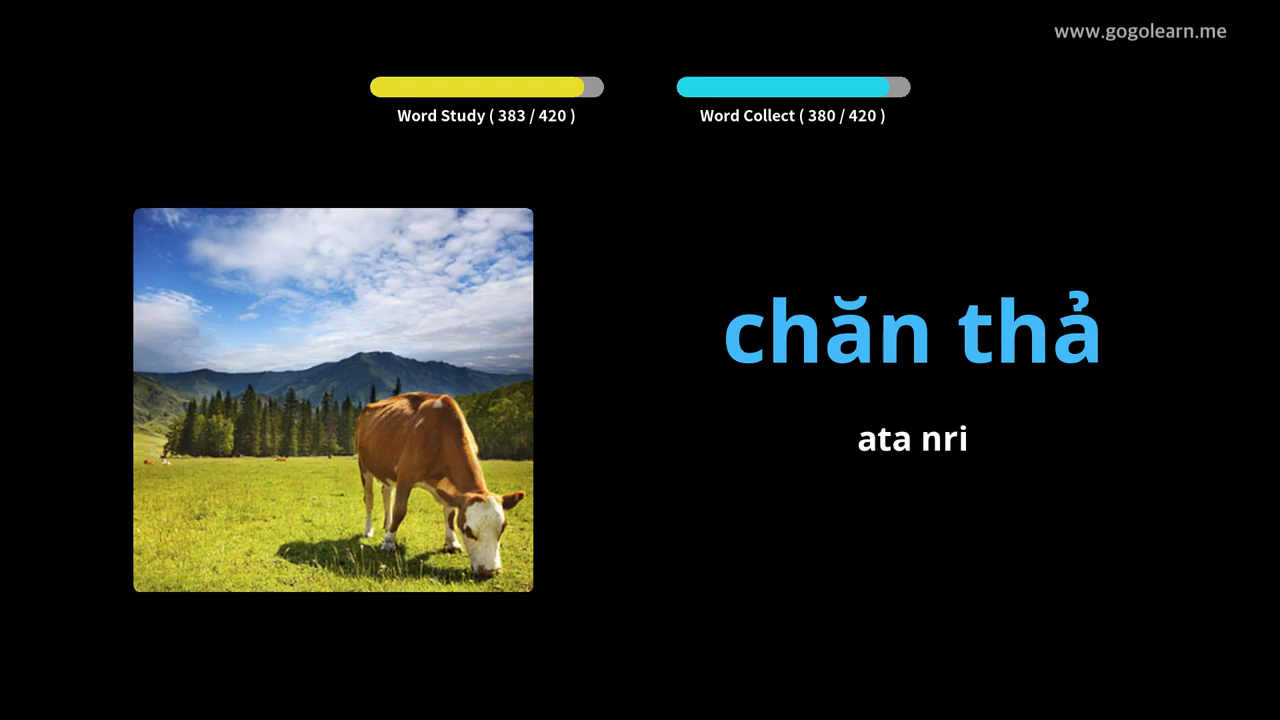 www.gogolearn.me
Word Study ( 383 / 420 )
Word Collect ( 380 / 420 )
chăn thả
ata nri